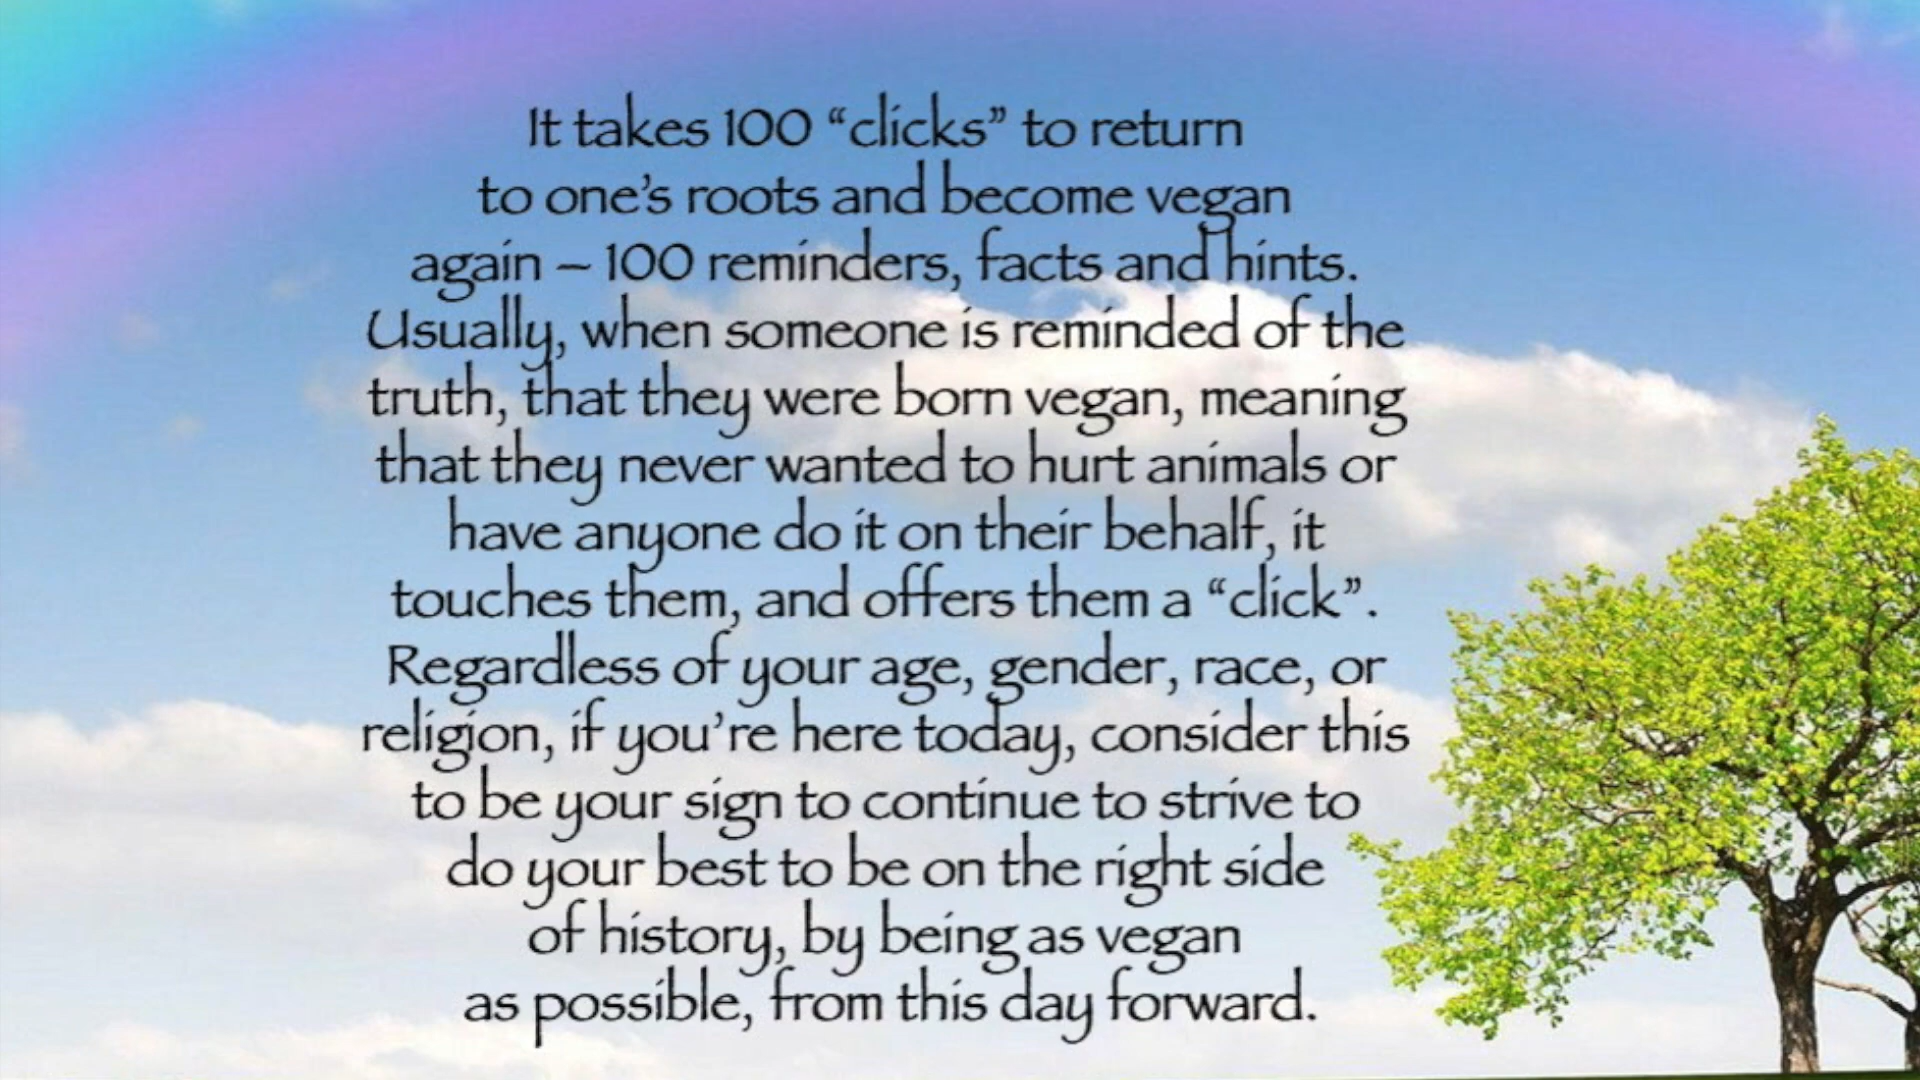 It takes 100 “clicks” to return
to one’s roots and become vegan
again – 100 reminders, facts and hints.
Usually, when someone is reminded of the
truth, that they were born vegan, meaning
that they never wanted to hurt animals or
have anyone do it on their behalf, it
touches them, and offers them a “click”.
Regardless of your age, gender, race, or
religion, if you’re here today, consider this
to be your sign to continue to strive to
do your best to be on the right side
of history, by being as vegan
as possible, from this day forward.